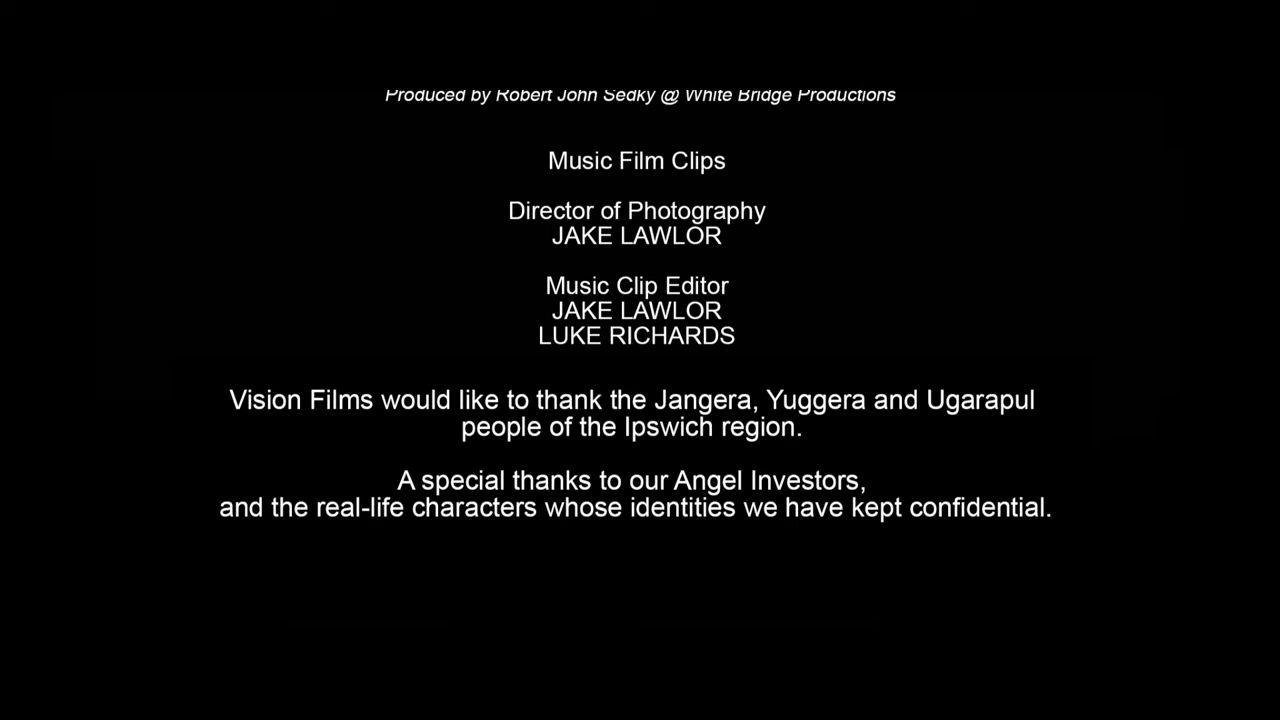 Produced by Robert John Sedky @ White Bridge Productions
Music Film Clips
Director of Photography
JAKE LAWLOR
Music Clip Editor
JAKE LAWLOR
LUKE RICHARDS
Vision Films would like to thank the Jangera, Yuggera and Ugarapul
people of the Ipswich region.
A special thanks to our Angel Investors,
and the real-life characters whose identities we have kept confidential.